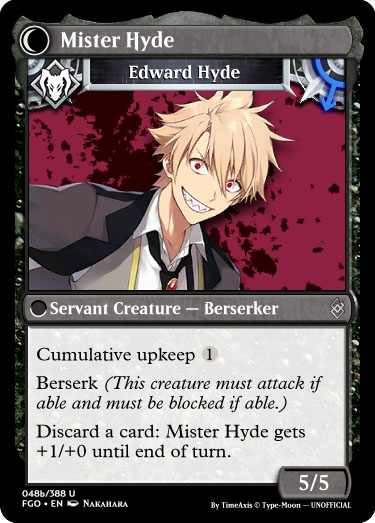 Mister Hyde
Edward Hyde
Servant Creature — Berserker
Cumulative upkeep 1
Berserk (This creature must attack if
able and must be blocked if able.)
Discard a card: Mister Hyde gets
+1/+0 until end of turn.
5/5
048b/388 U
FGO • EN Nakahara
By TimeAxis © Type-Moon — UNOFFICIAL